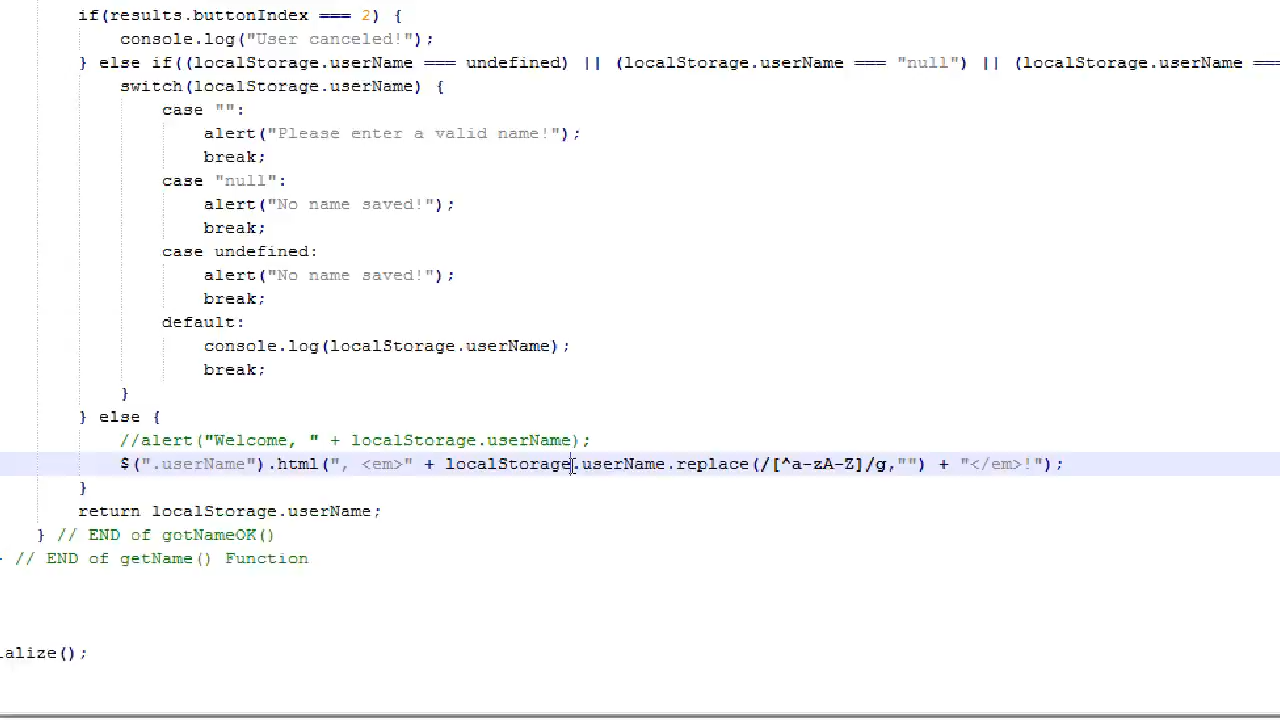 if(results.buttonIndex === 2) {
console.log("User canceled!");
} else if((localStorage.userName === undefined) || (localStorage.userName === "null") || (localStorage.userName ===
switch(localStorage.userName) {
case "":
alert("Please enter a valid name!");
break;
case "null":
alert("No name saved!");
break;
case undefined:
alert("No name saved!");
break;
default:
console.log(localStorage.userName);
break;
}
} else {
//alert("Welcome, " + localStorage.userName);
$(".userName").html(", <em>" + localStorage.userName.replace(/[^a-zA-Z]/g,"") + "</em>!");
}
return localStorage.userName;
} // END of gotNameOK()
// END of getName() Function
ialize();